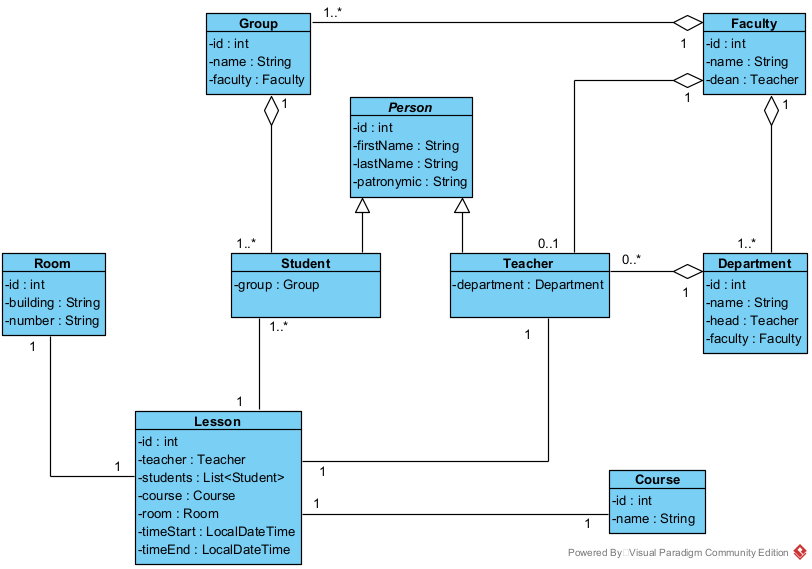 Group
-id : int
-name : String
-faculty : Faculty
1..*
1
Faculty
-id : int
-name : String
-dean : Teacher
1
1
1
Person
-id : int
-firstName : String
-lastName : String
-patronymic : String
1..*
0..1
1..*
Room
-id : int
-building : String
-number : String
Student
-group : Group
Teacher
-department : Department
0..*
1
Department
-id : int
-name : String
-head : Teacher
-faculty : Faculty
1
1..*
1
1
1
1
Lesson
-id : int
-teacher : Teacher
-students : List<Student>
-course : Course
-room : Room
-timeStart : LocalDateTime
-timeEnd : LocalDateTime
1
1
Course
-id : int
-name : String
Powered By Visual Paradigm Community Edition